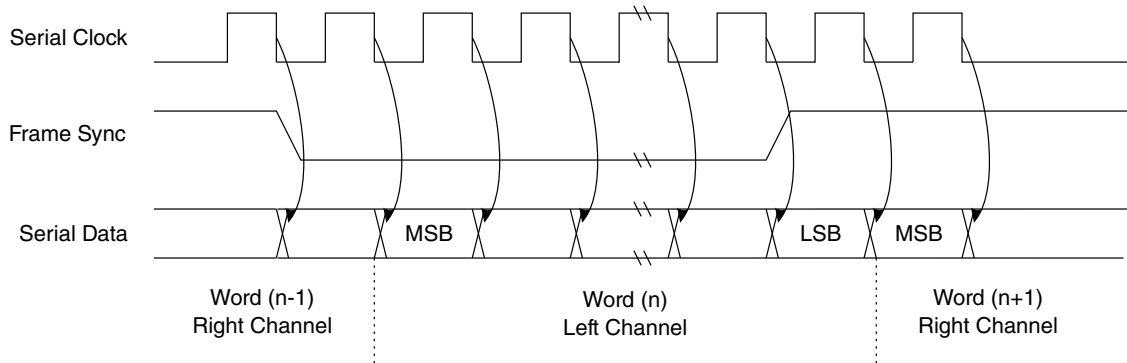 Serial Clock
Frame Sync
Serial Data
MSB
LSB
MSB
Word (n-1)
Right Channel
Word (n)
Left Channel
Word (n+1)
Right Channel